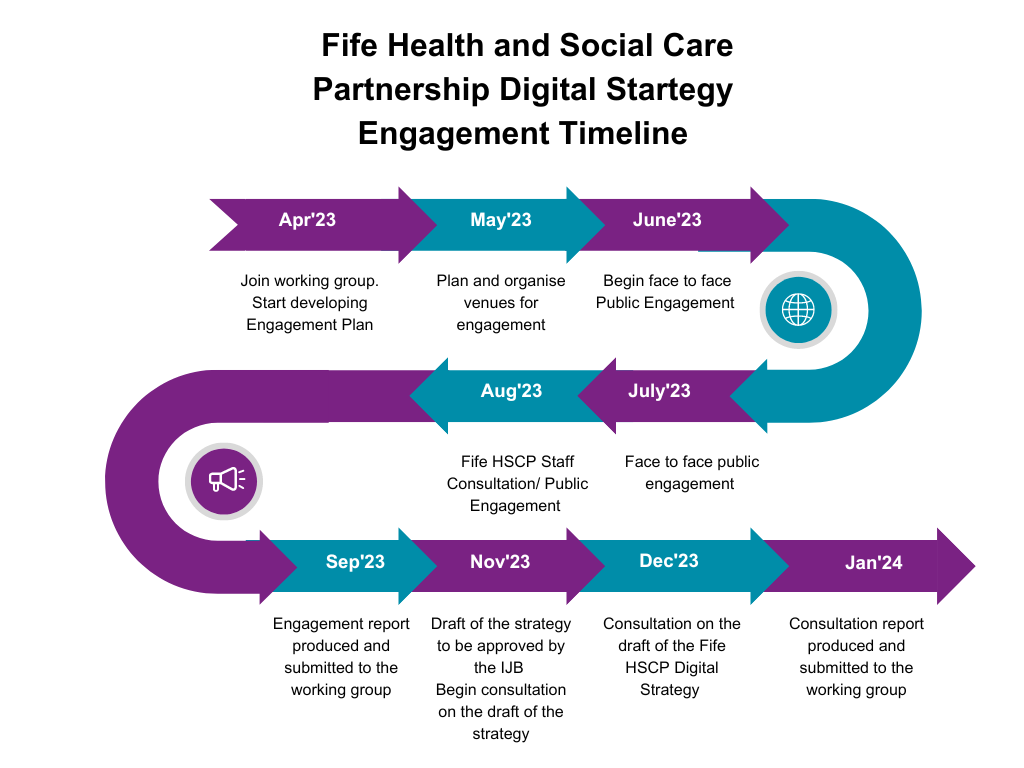 Fife Health and Social Care
Partnership Digital Startegy
Engagement Timeline
Apr'23
May'23
June'23
Join working group.
Start developing
Engagement Plan
Plan and organise
venues for
engagement
Begin face to face
Public Engagement
Aug'23
July'23
Fife HSCP Staff
Consultation/ Public
Engagement
Face to face public
engagement
Sep'23
Nov'23
Dec'23
Jan'24
Engagement report
produced and
submitted to the
working group
Draft of the strategy
to be approved by
the IJB
Begin consultation
on the draft of the
strategy
Consultation on the
draft of the Fife
HSCP Digital
Strategy
Consultation report
produced and
submitted to the
working group